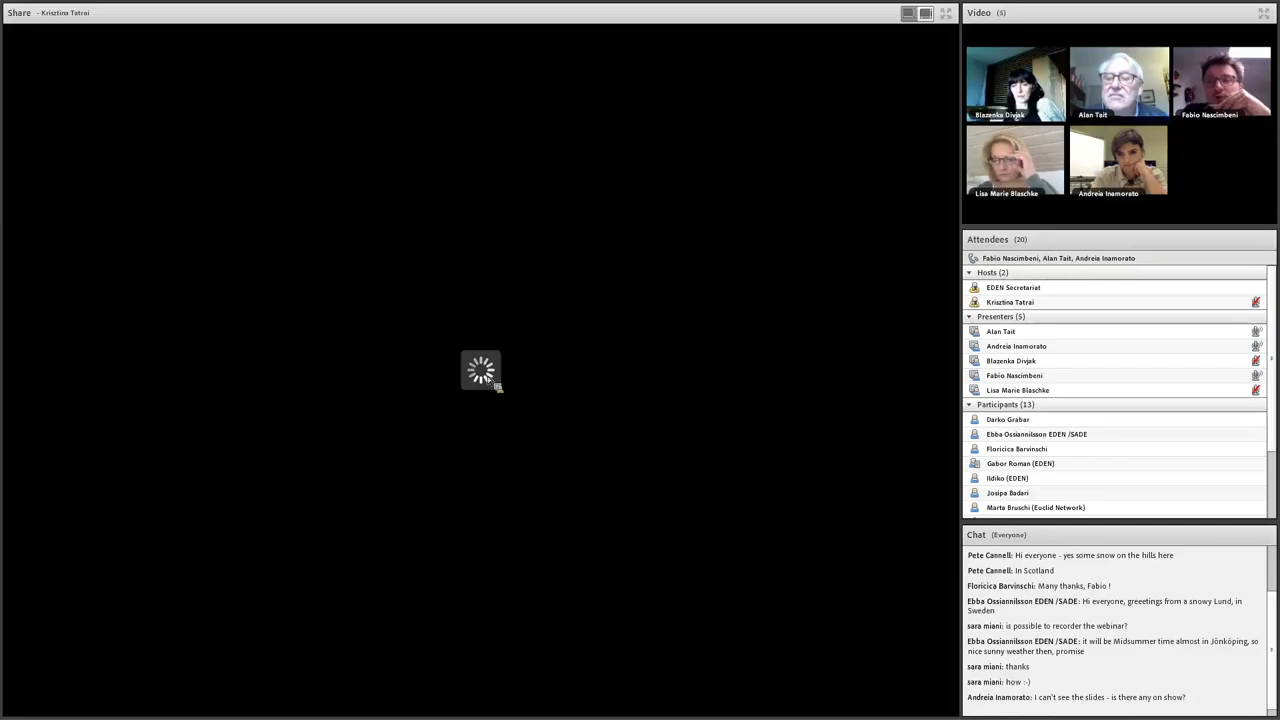 Share - Krisztina Tatrai
Video (5)
Blazenka Divjak
Alan Tait
Fabio Nascimbeni
Lisa Marie Blaschke
Andreia Inamorato
Attendees (20)
Fabio Nascimbeni, Alan Tait, Andreia Inamorato
Hosts (2)
EDEN Secretariat
Krisztina Tatrai
Presenters (5)
Alan Tait
Andreia Inamorato
Blazenka Divjak
Fabio Nascimbeni
Lisa Marie Blaschke
Participants (13)
Darko Grabar
Ebba Ossiannilsson EDEN /SADE
Floricica Barvinschi
Gabor Roman (EDEN)
Ildiko (EDEN)
Josipa Badari
Marta Bruschi (Euclid Network)
Chat (Everyone)
Pete Cannell: Hi everyone - yes some snow on the hills here
Pete Cannell: In Scotland
Floricica Barvinschi: Many thanks, Fabio !
Ebba Ossiannilsson EDEN /SADE: Hi everyone, greeetings from a snowy Lund, in
Sweden
sara miani: is possible to recorder the webinar?
Ebba Ossiannilsson EDEN /SADE: it will be Midsummer time almost in Jönköping, so
nice sunny weather then, promise
sara miani: thanks
sara miani: how :-)
Andreia Inamorato: I can't see the slides - is there any on show?